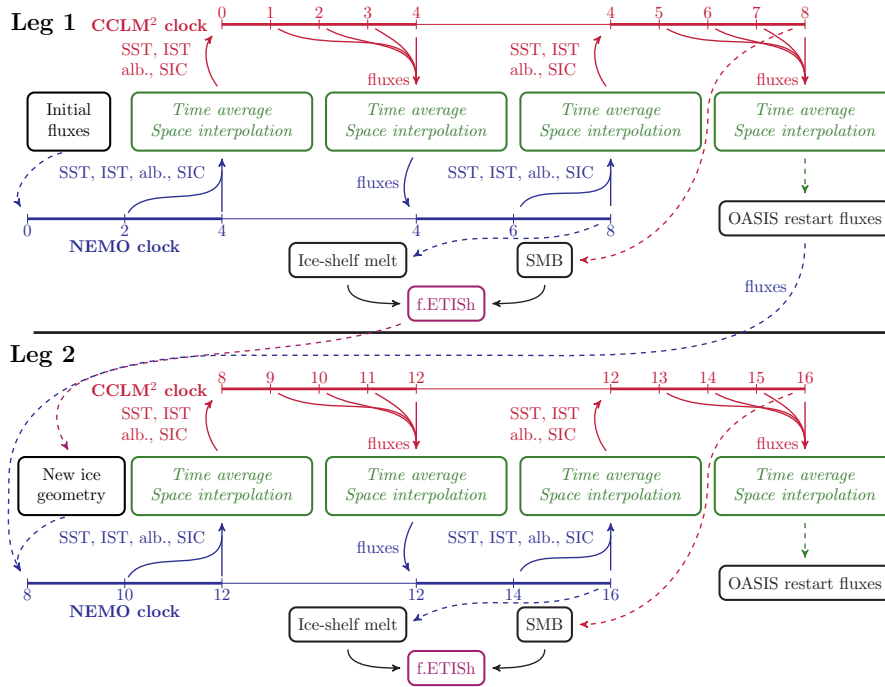 Leg 1
CCLM² clock
0 1 2 3 4 4 5 6 7 8
SST, IST
alb., SIC
fluxes
SST, IST
alb., SIC
fluxes
Initial
fluxes
Time average
Space interpolation
Time average
Space interpolation
Time average
Space interpolation
Time average
Space interpolation
SST, IST, alb., SIC
fluxes
SST, IST, alb., SIC
0 2 4 4 6 8
NEMO clock
OASIS restart fluxes
Ice-shelf melt
SMB
f.ETISh
fluxes
Leg 2
CCLM² clock
8 9 10 11 12 12 13 14 15 16
SST, IST
alb., SIC
fluxes
SST, IST
alb., SIC
fluxes
New ice
geometry
Time average
Space interpolation
Time average
Space interpolation
Time average
Space interpolation
Time average
Space interpolation
SST, IST, alb., SIC
fluxes
SST, IST, alb., SIC
8 10 12 12 14 16
NEMO clock
OASIS restart fluxes
Ice-shelf melt
SMB
f.ETISh